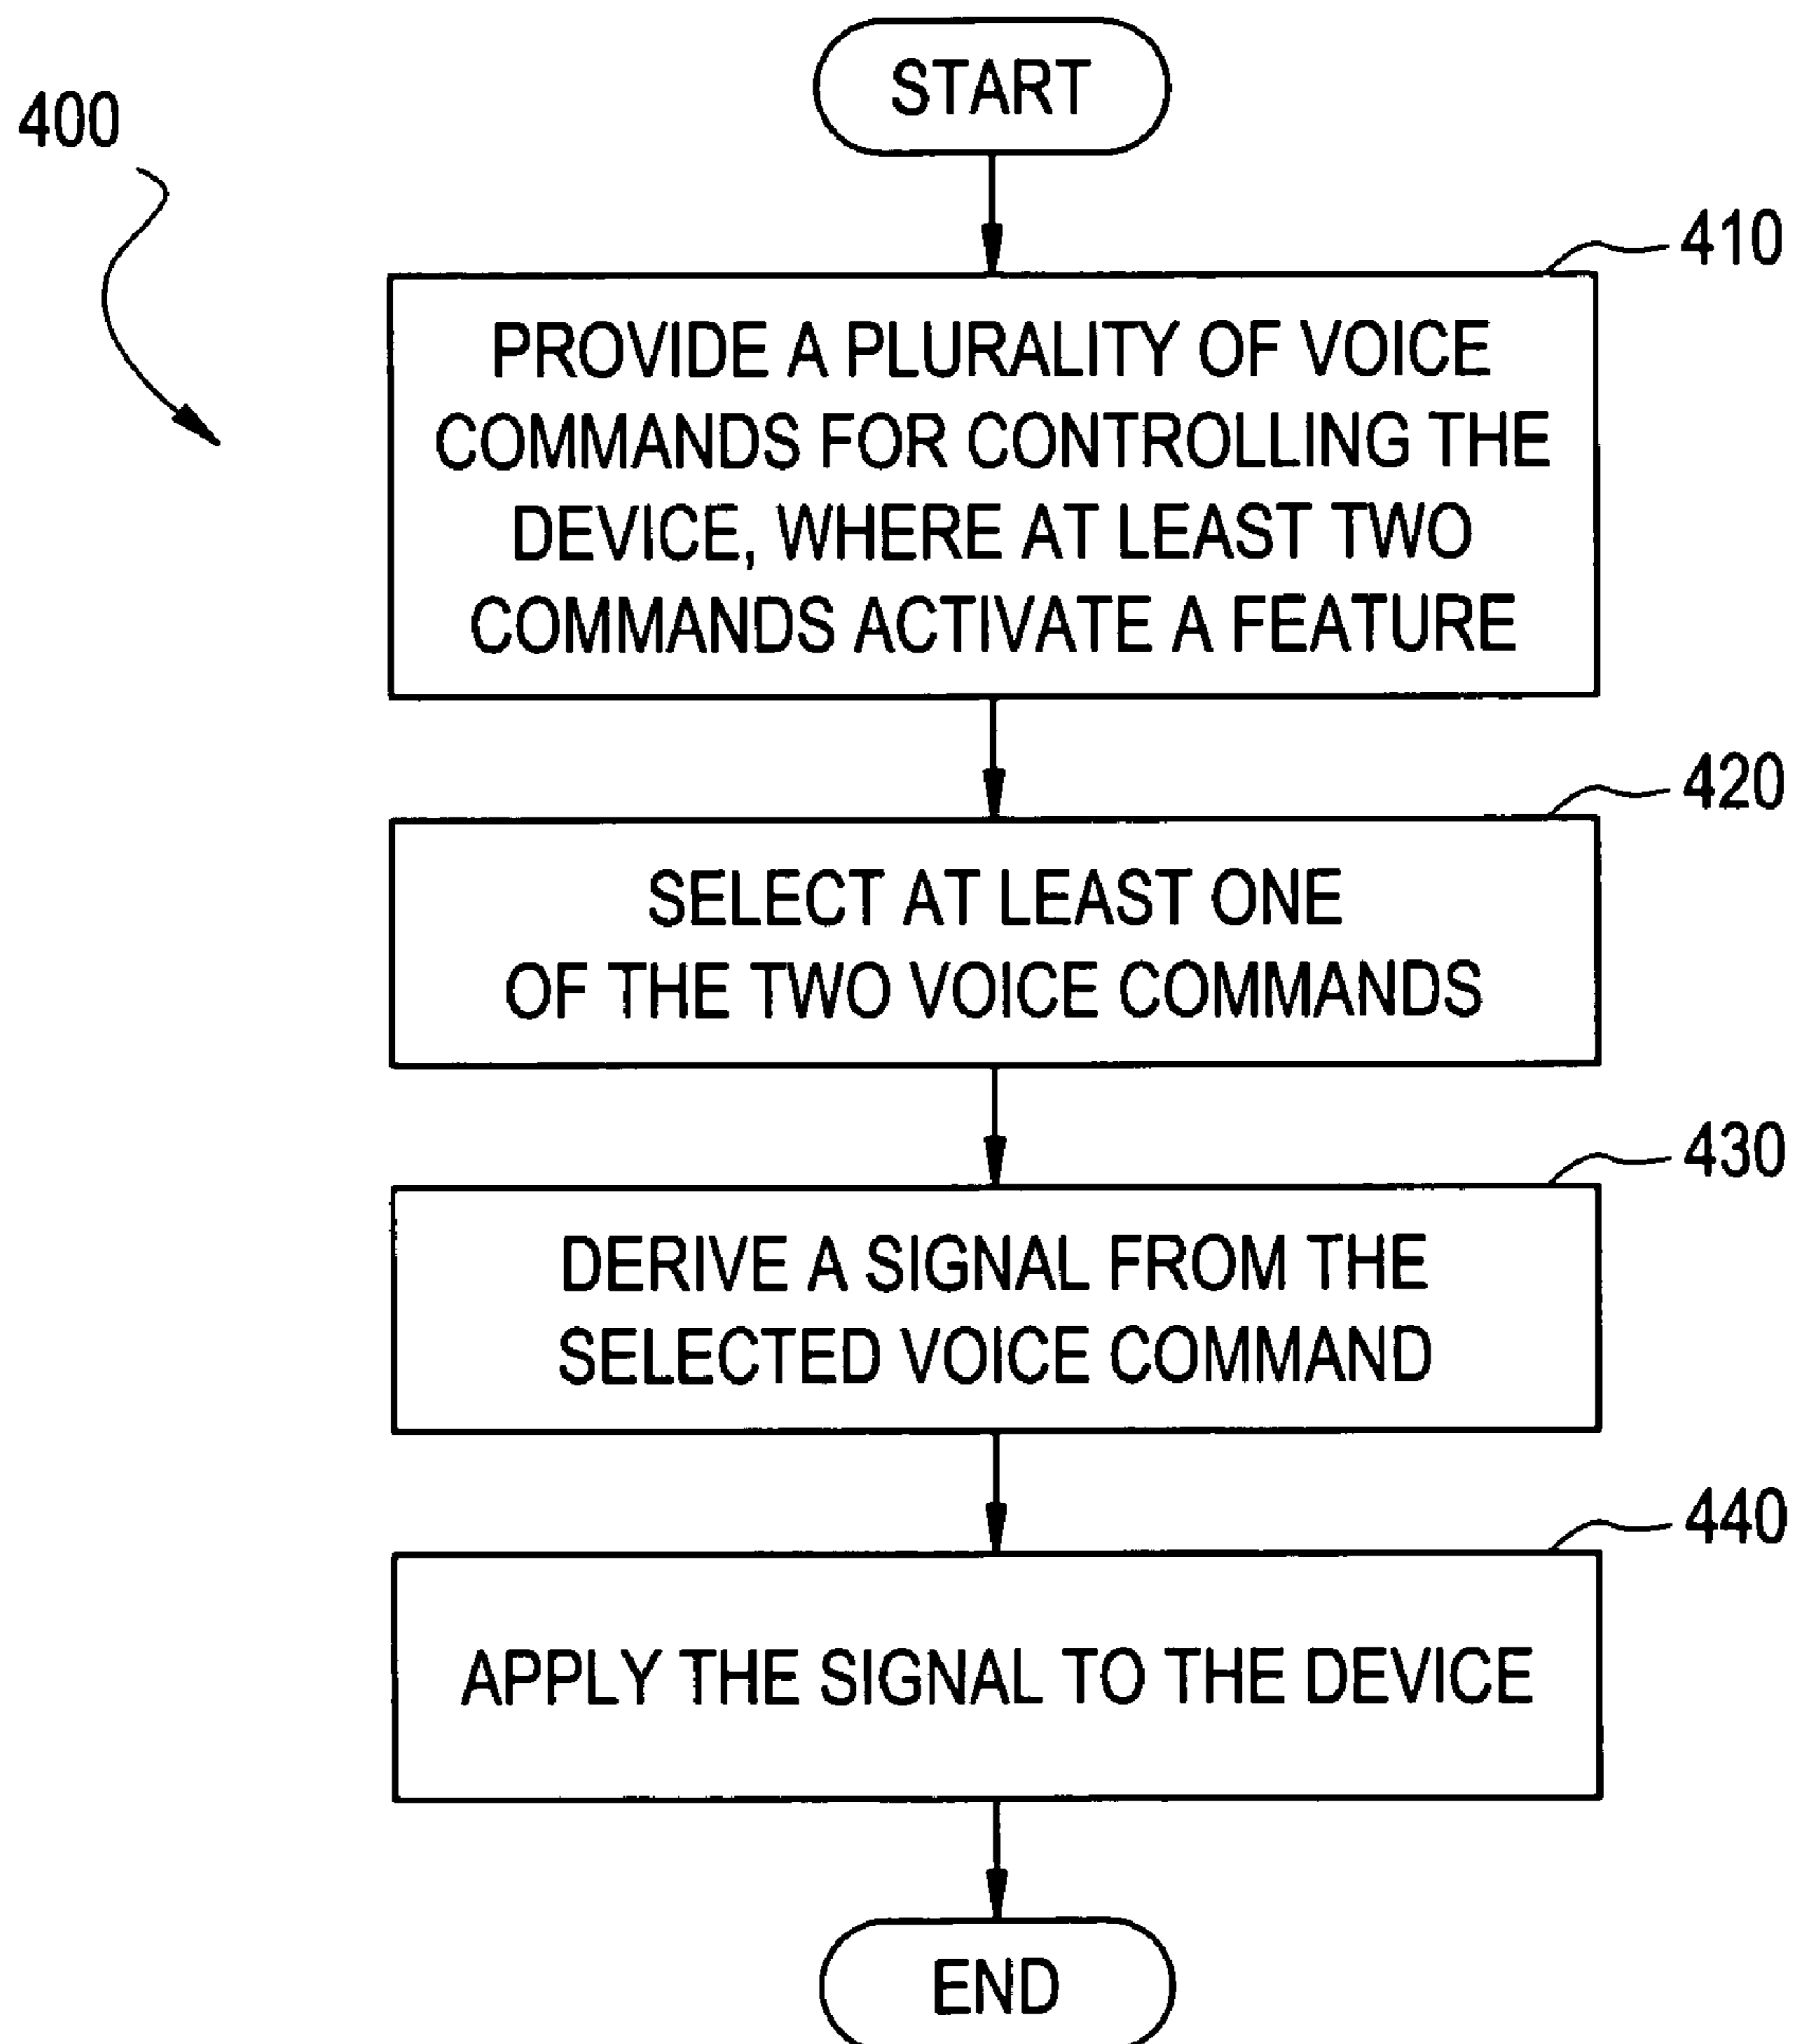 START
400
410
PROVIDE A PLURALITY OF VOICE
COMMANDS FOR CONTROLLING THE
DEVICE, WHERE AT LEAST TWO
COMMANDS ACTIVATE A FEATURE
420
SELECT AT LEAST ONE
OF THE TWO VOICE COMMANDS
430
DERIVE A SIGNAL FROM THE
SELECTED VOICE COMMAND
440
APPLY THE SIGNAL TO THE DEVICE
END